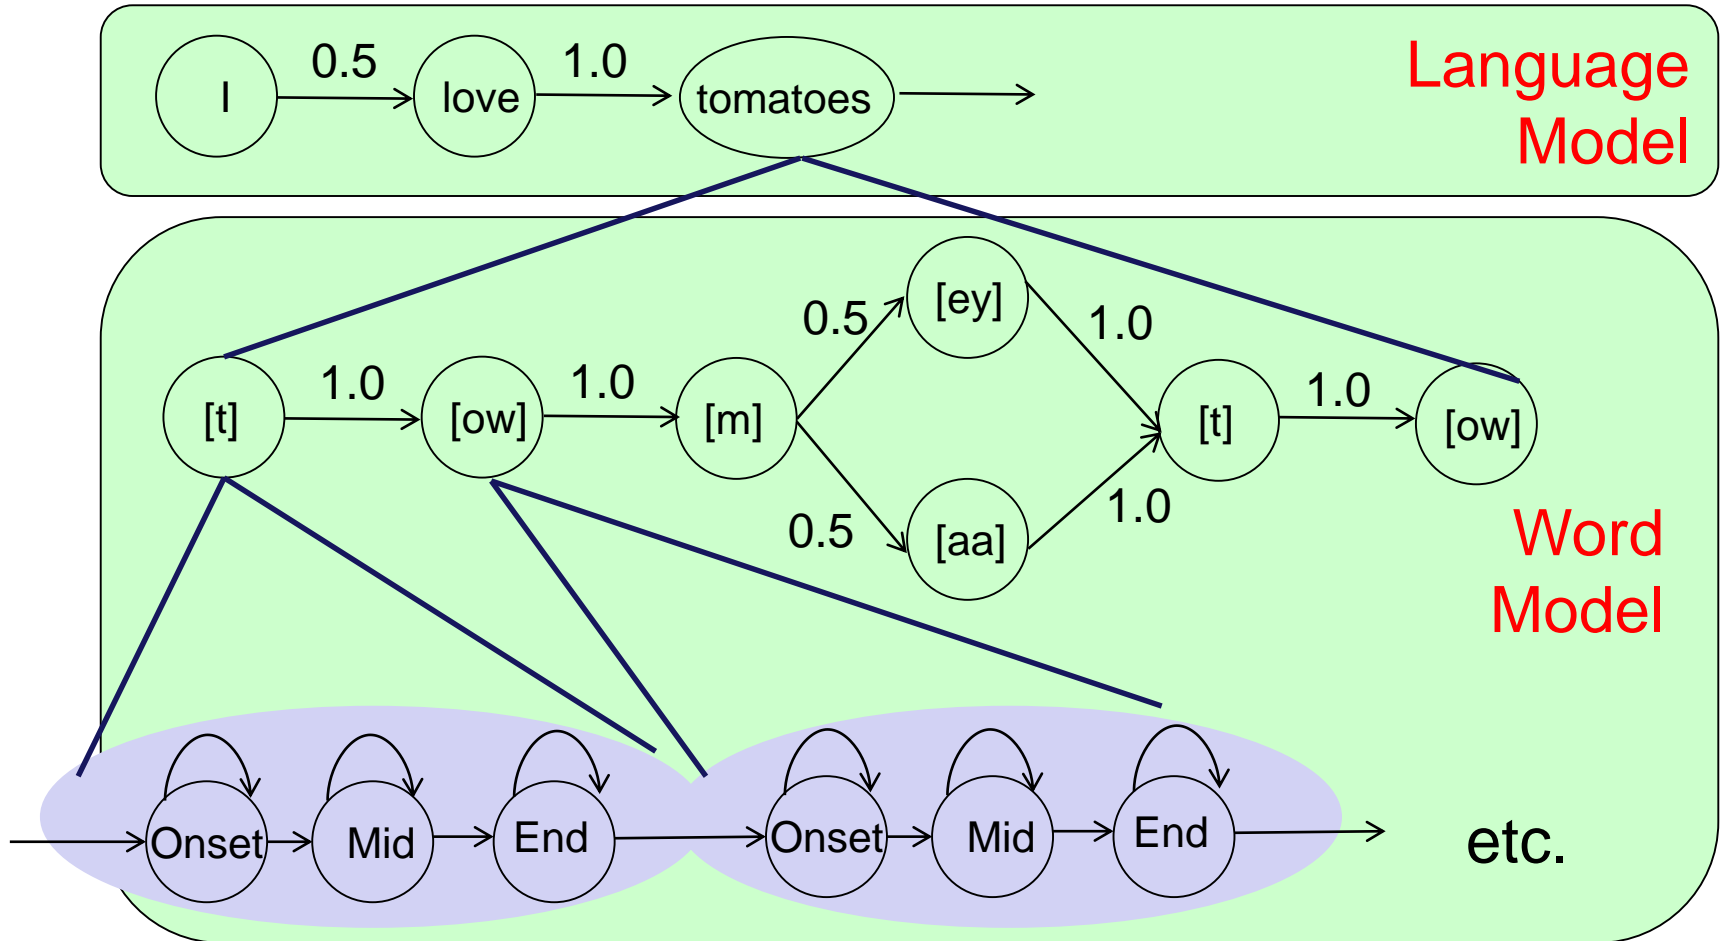 0.5 1.0
I love tomatoes
Language
Model
[ey]
0.5 1.0
1.0 1.0 1.0
[t] [ow] [m] [t] [ow]
0.5 [aa] 1.0
Word
Model
Onset Mid End Onset Mid End etc.